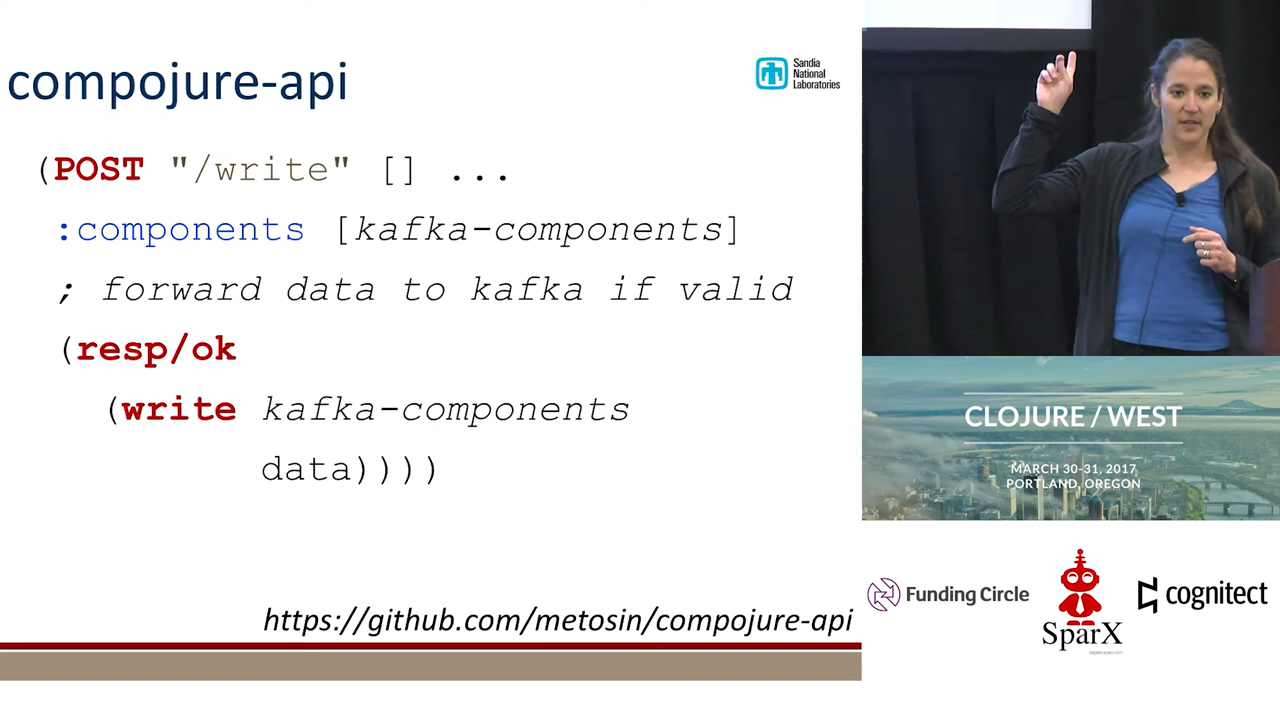 compojure-api
Sandia
National
Laboratories
(POST "/write" [] ...
:components [kafka-components]
; forward data to kafka if valid
(resp/ok
(write kafka-components
data))))
https://github.com/metosin/compojure-api
CLOJURE / WEST
MARCH 30-31, 2017
PORTLAND, OREGON
Funding Circle
SparX
cognitect